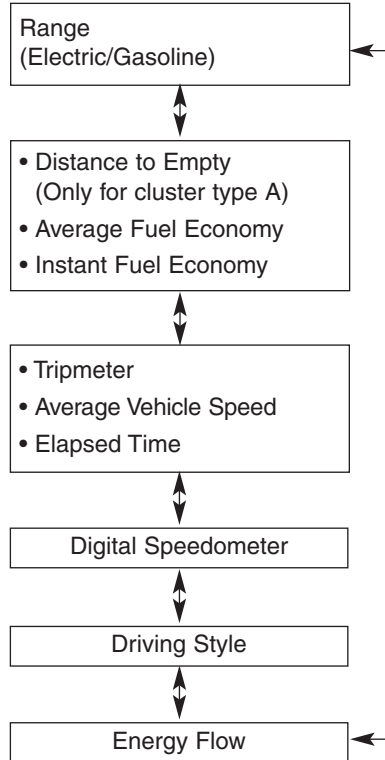 Range
(Electric/Gasoline)
• Distance to Empty
(Only for cluster type A)
• Average Fuel Economy
• Instant Fuel Economy
• Tripmeter
• Average Vehicle Speed
• Elapsed Time
Digital Speedometer
Driving Style
Energy Flow